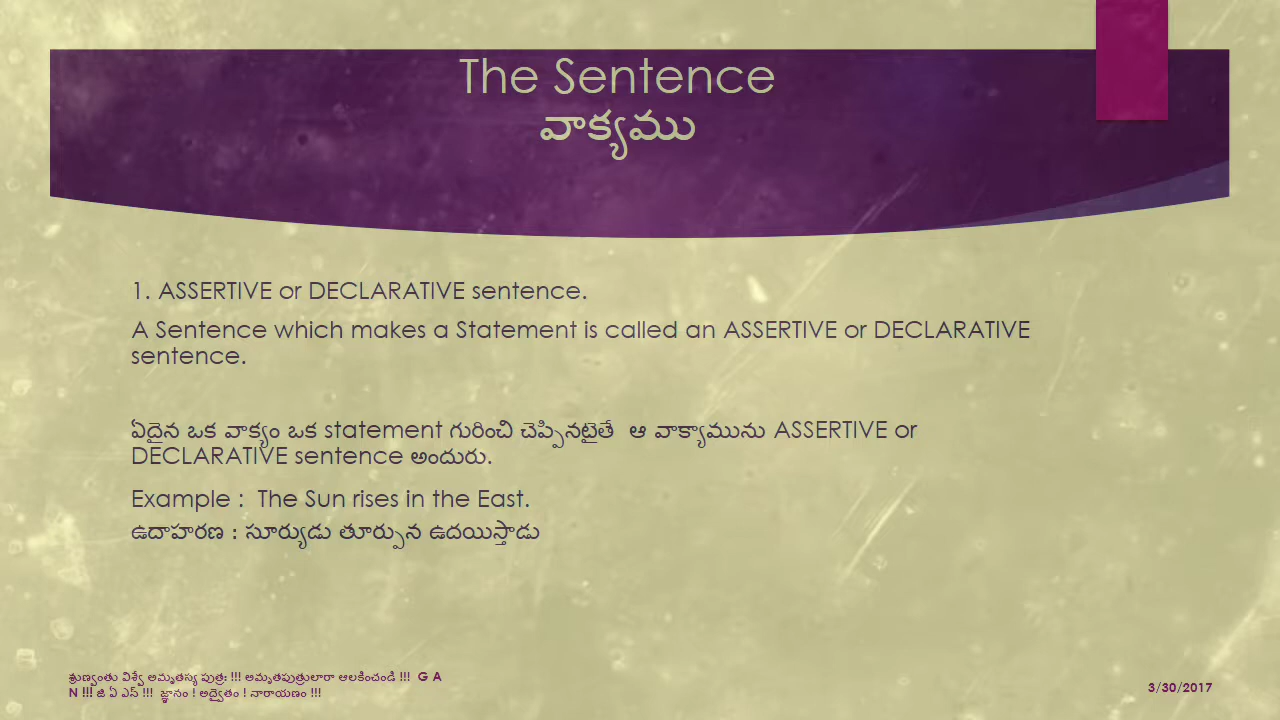 The Sentence
వాక్యము
1. ASSERTIVE or DECLARATIVE sentence.
A Sentence which makes a Statement is called an ASSERTIVE or DECLARATIVE
sentence.
ఏదైన ఒక వాక్యం ఒక statement గురించి చెప్పినటైతే ఆ వాక్యామును ASSERTIVE or
DECLARATIVE sentence అందురు.
Example : The Sun rises in the East.
ఉదాహరణ : సూర్యుడు తూర్పున ఉదయిస్తాడు
శ్రుణ్వంతు విశ్వే అమృతస్య పుత్రః !!! అమృతపుత్రులారా ఆలకించండి !!! G A
N !!! జి ఏ ఎన్ !!! జ్ఞానం ! అద్వైతం ! నారాయణం !!!
3/30/2017